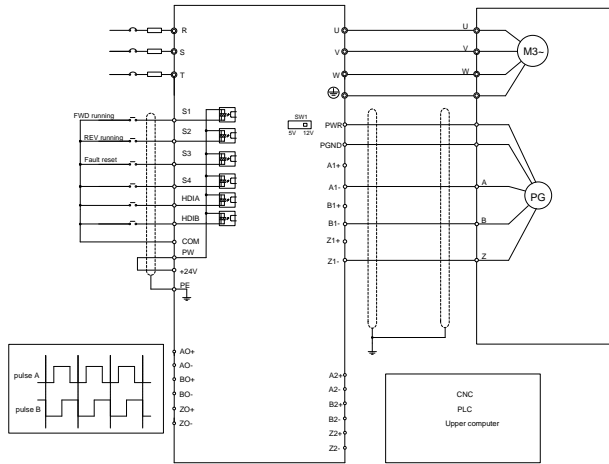 R
S
T
FWD running
REV running
Fault reset
S1
S2
S3
S4
HDIA
HDIB
COM
PW
+24V
PE
SW1
5V 12V
U
V
W
PWR
PGND
A1+
A1-
B1+
B1-
Z1+
Z1-
U
V
W
M3~
A
B
Z
PG
pulse A
pulse B
AO+
AO-
BO+
BO-
ZO+
ZO-
A2+
A2-
B2+
B2-
Z2+
Z2-
CNC
PLC
Upper computer